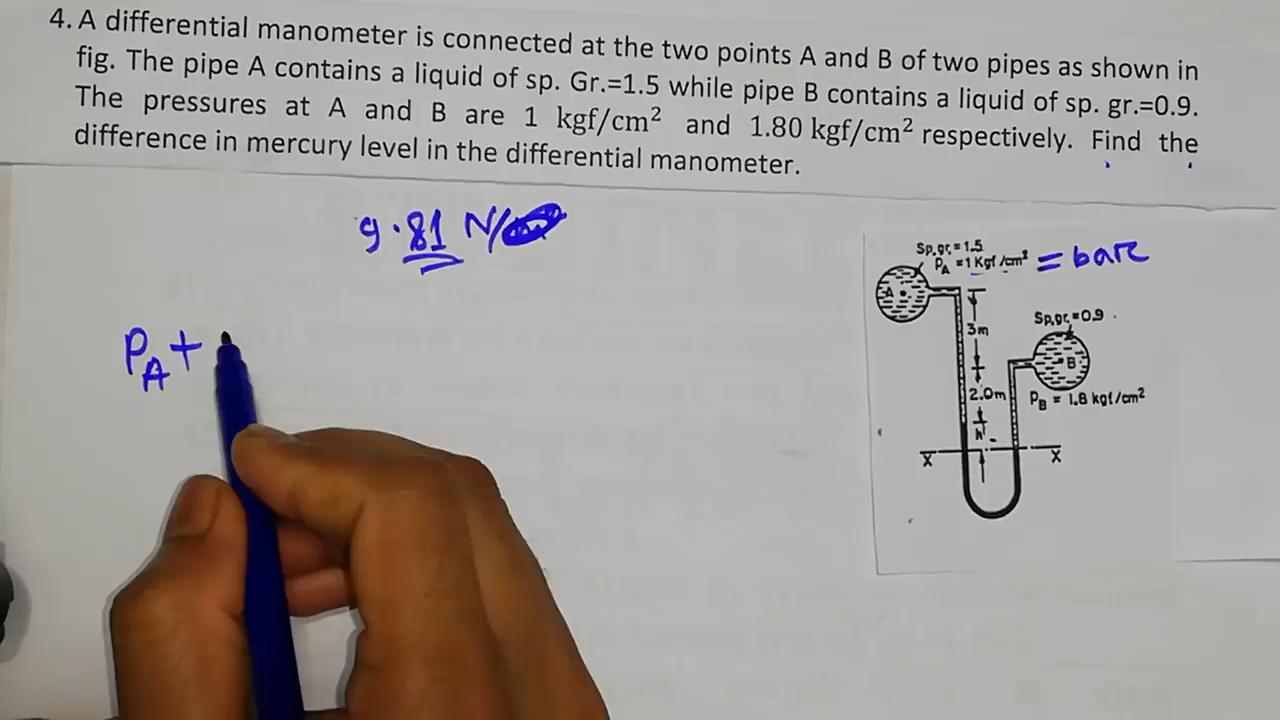 4. A differential manometer is connected at the two points A and B of two pipes as shown in
fig. The pipe A contains a liquid of sp. Gr.=1.5 while pipe B contains a liquid of sp. gr.=0.9.
The pressures at A and B are 1 kgf/cm² and 1.80 kgf/cm² respectively. Find the
difference in mercury level in the differential manometer.
9.81 N/
Sp.gr.=1.5
P_A =1 Kgf/cm² = bar
A
3m
Sp.gr.=0.9
B
2.0m
P_B = 1.8 kgf/cm²
h
X X
P_A +